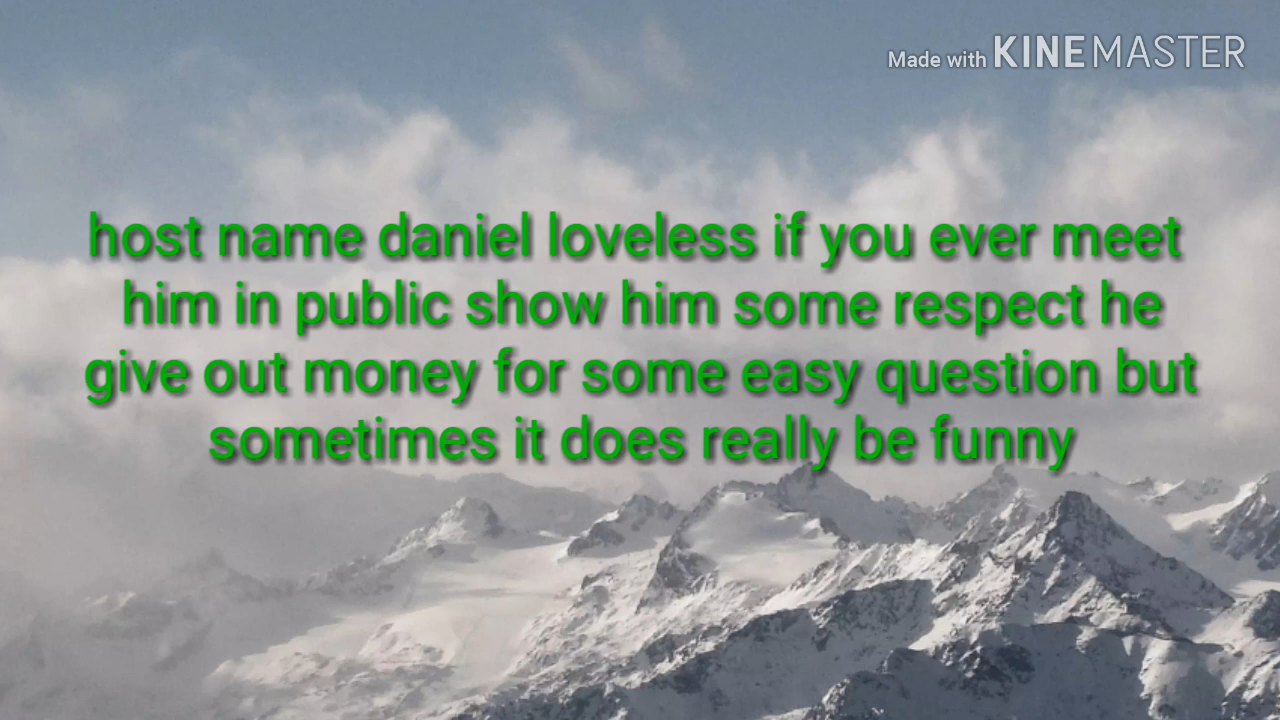 Made with KINEMASTER
host name daniel loveless if you ever meet
him in public show him some respect he
give out money for some easy question but
sometimes it does really be funny